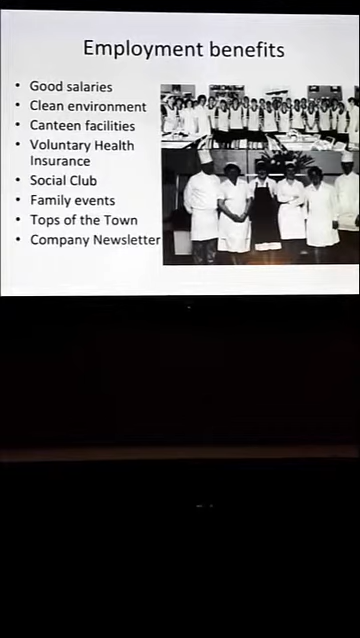 Employment benefits
• Good salaries
• Clean environment
• Canteen facilities
• Voluntary Health
Insurance
• Social Club
• Family events
• Tops of the Town
• Company Newsletter